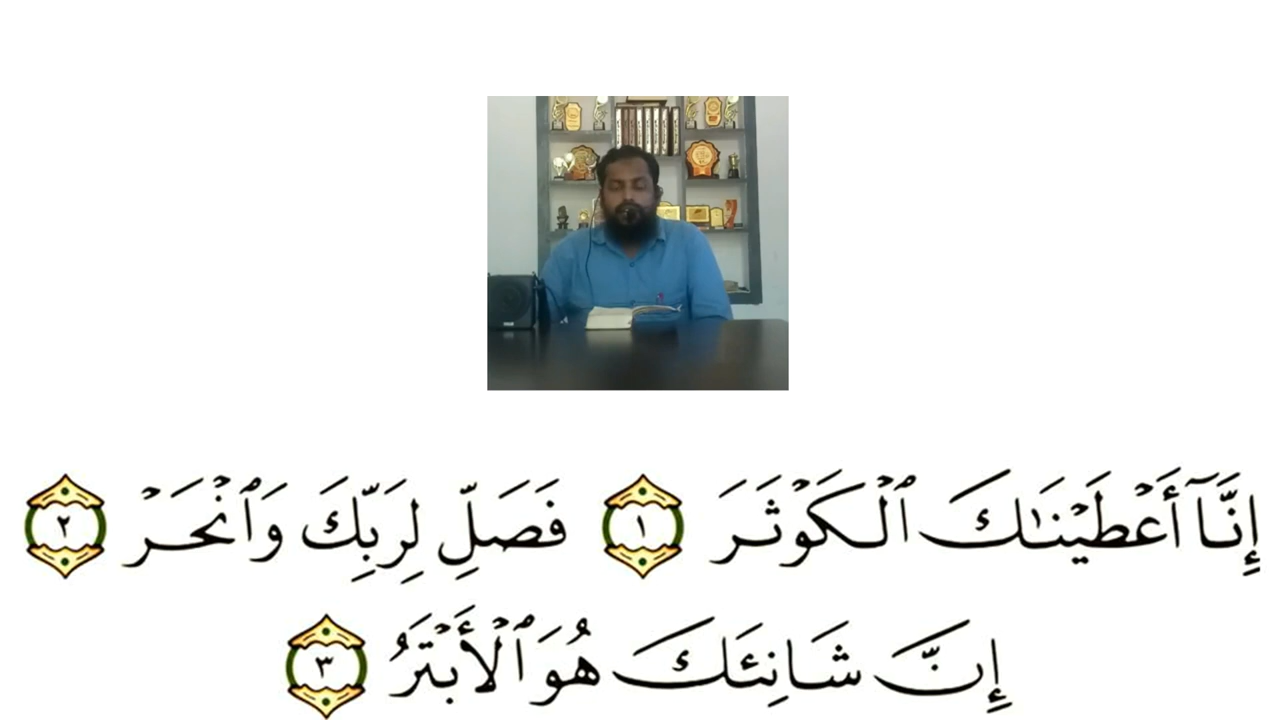 إِنَّآ أَعۡطَيۡنَٰكَ ٱلۡكَوۡثَرَ ١ فَصَلِّ لِرَبِّكَ وَٱنۡحَرۡ ٢
إِنَّ شَانِئَكَ هُوَ ٱلۡأَبۡتَرُ ٣